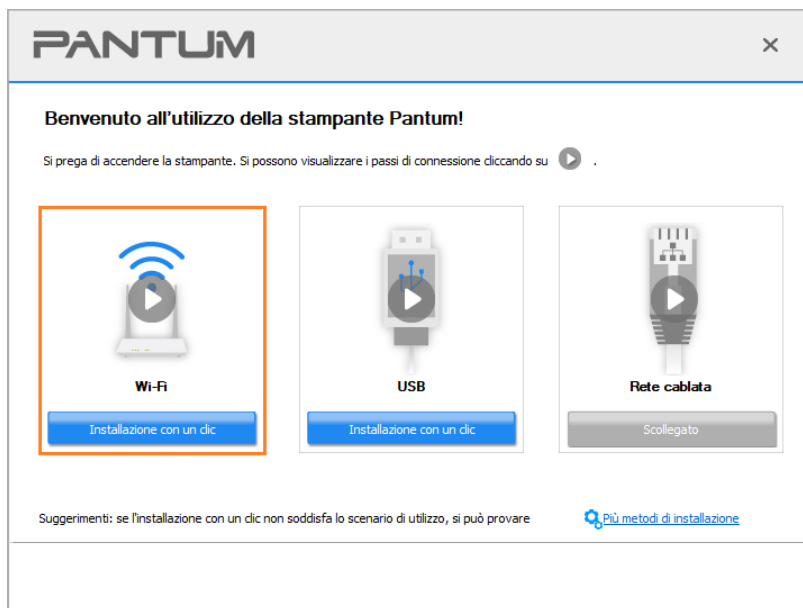 PANTUM
Benvenuto all'utilizzo della stampante Pantum!
Si prega di accendere la stampante. Si possono visualizzare i passi di connessione cliccando su .
Wi-Fi
USB
Rete cablata
Installazione con un clic
Installazione con un clic
Scollegato
Suggerimenti: se l'installazione con un clic non soddisfa lo scenario di utilizzo, si può provare Più metodi di installazione